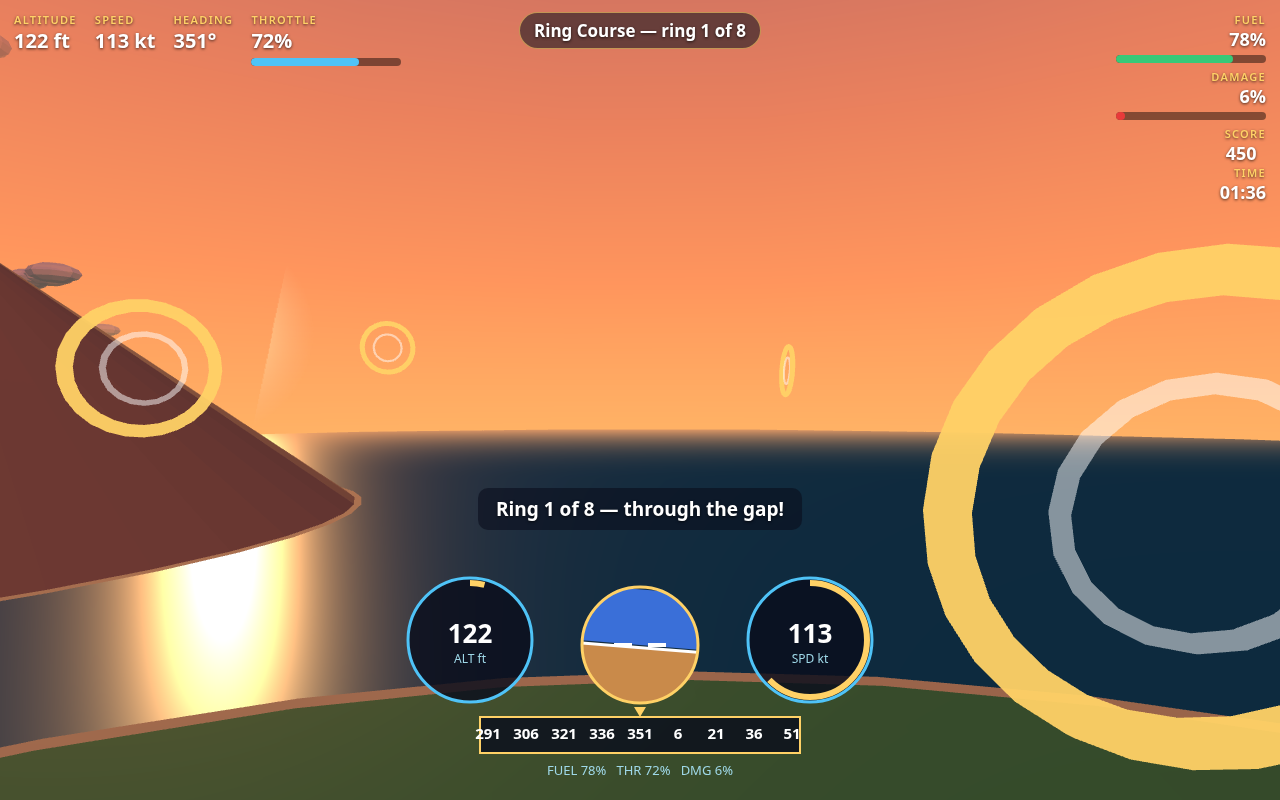 ALTITUDE SPEED HEADING THROTTLE
122 ft 113 kt 351° 72%
Ring Course — ring 1 of 8
FUEL
78%
DAMAGE
6%
SCORE
450
TIME
01:36
Ring 1 of 8 — through the gap!
122
ALT ft
113
SPD kt
291 306 321 336 351 6 21 36 51
FUEL 78% THR 72% DMG 6%